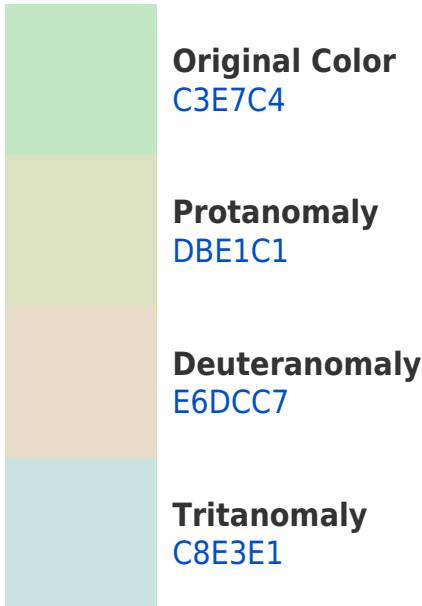 Original Color
C3E7C4
Protanomaly
DBE1C1
Deuteranomaly
E6DCC7
Tritanomaly
C8E3E1